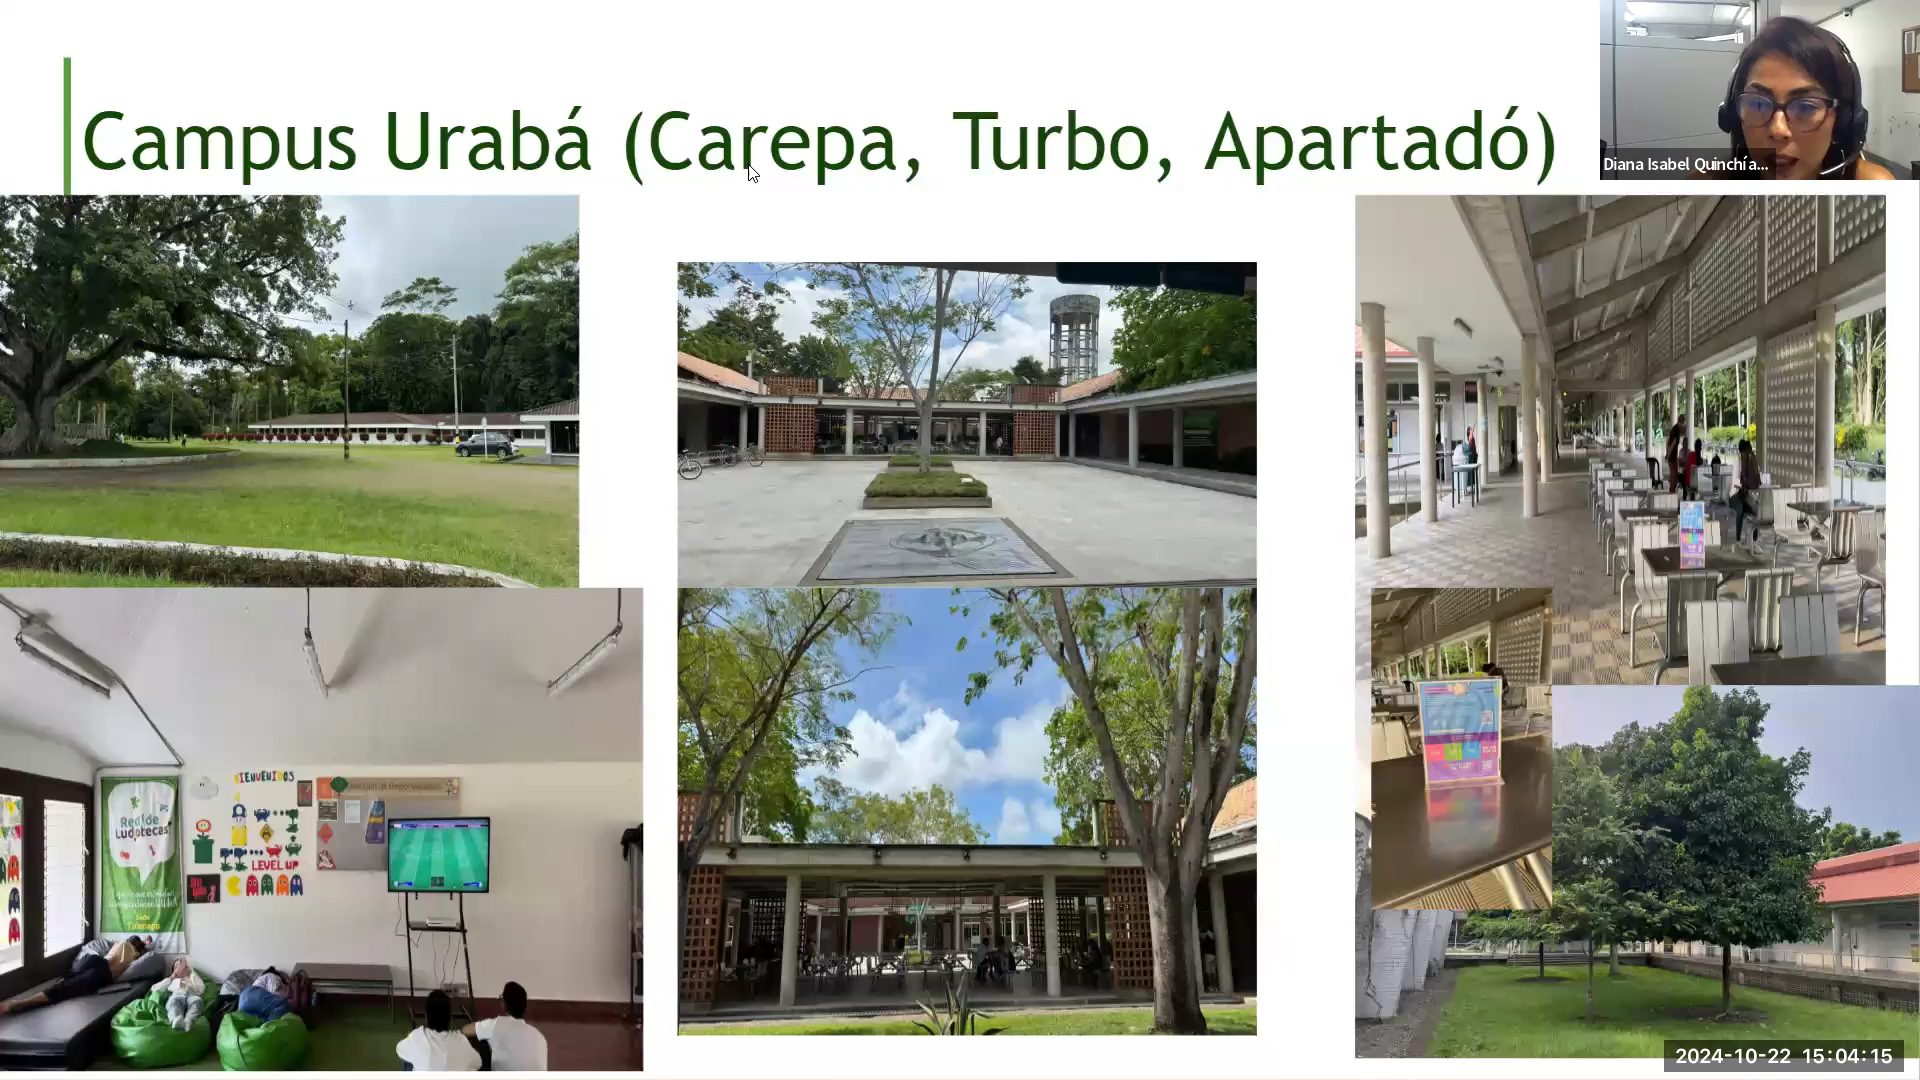 Campus Urabá (Carepa, Turbo, Apartadó)
Diana Isabel Quinchía...
BIENVENIDOS
Red de
Ludotecas
LEVEL UP
Sede
2024-10-22 15:04:15